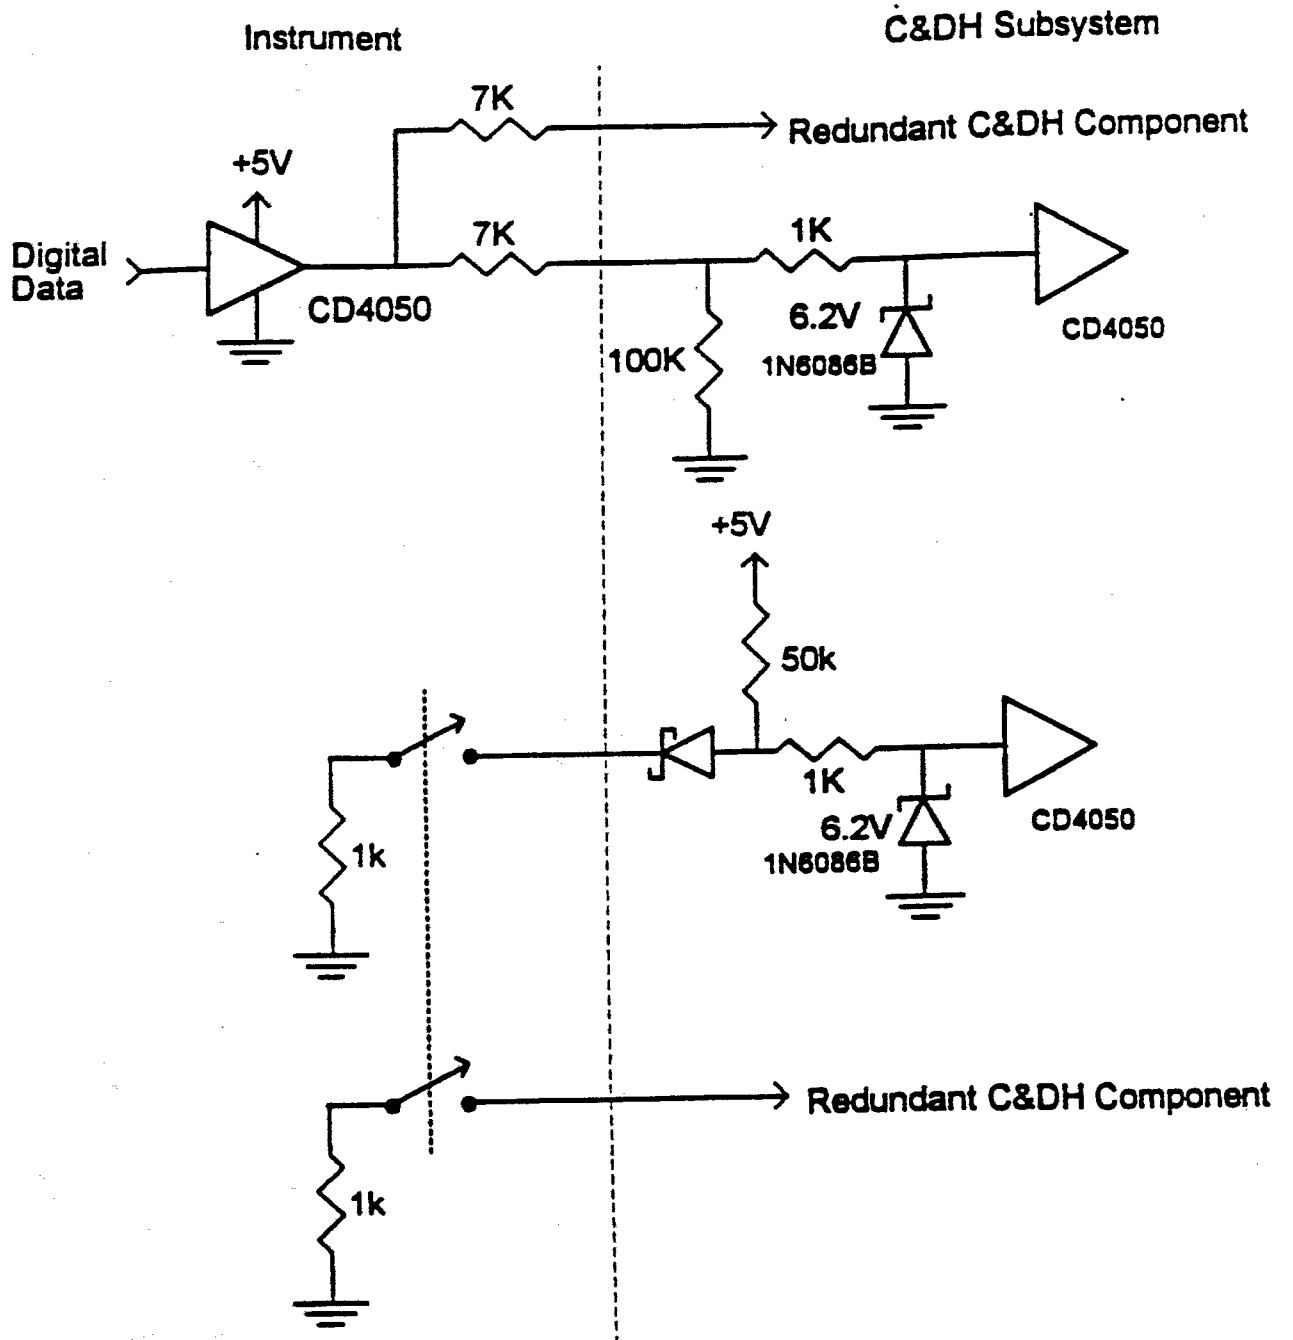 Instrument
C&DH Subsystem
7K
Redundant C&DH Component
+5V
7K
1K
Digital
Data
CD4050
6.2V
1N6086B
CD4050
100K
+5V
50k
1K
6.2V
1N6086B
CD4050
1k
Redundant C&DH Component
1k